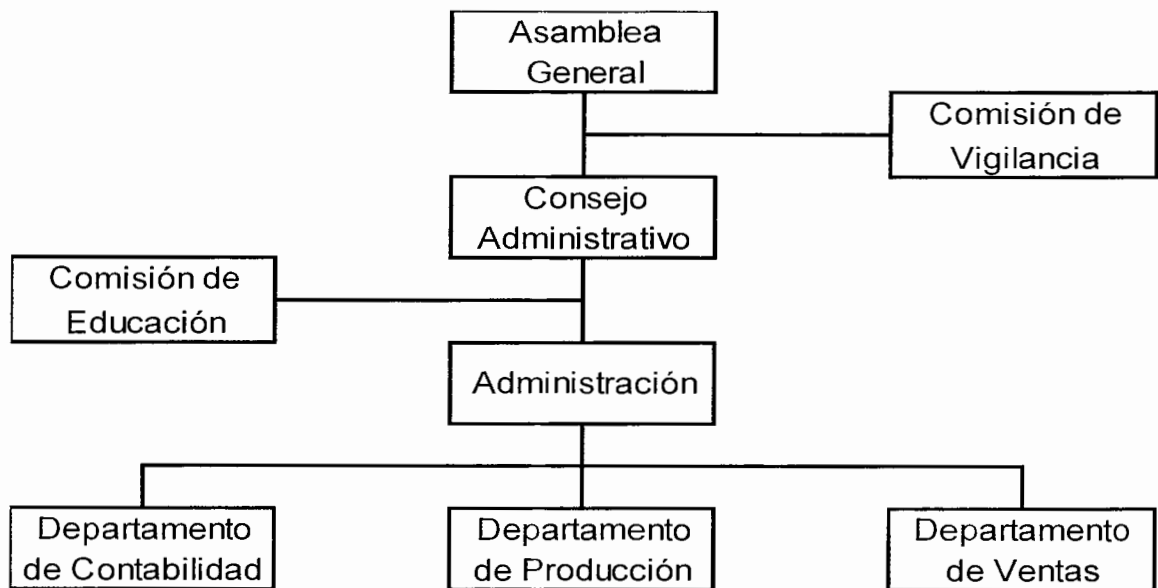 Asamblea
General
Comisión de
Vigilancia
Consejo
Administrativo
Comisión de
Educación
Administración
Departamento
de Contabilidad
Departamento
de Producción
Departamento
de Ventas